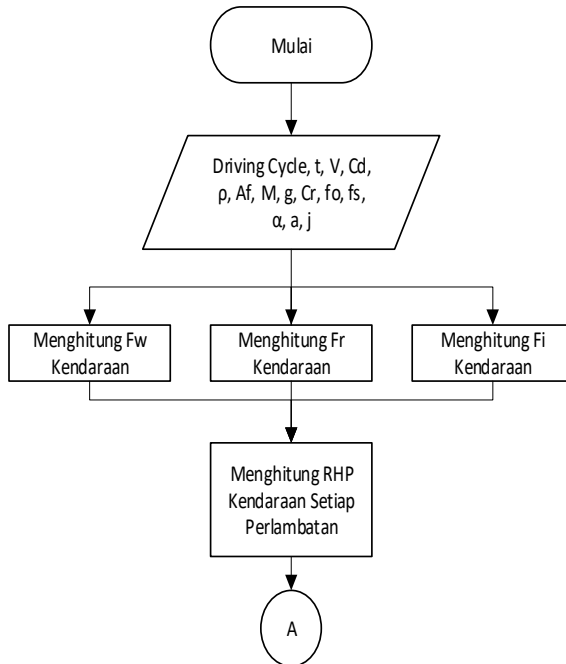 Mulai
Driving Cycle, t, V, Cd,
ρ, Af, M, g, Cr, fo, fs,
α, a, j
Menghitung Fw
Kendaraan
Menghitung Fr
Kendaraan
Menghitung Fi
Kendaraan
Menghitung RHP
Kendaraan Setiap
Perlambatan
A